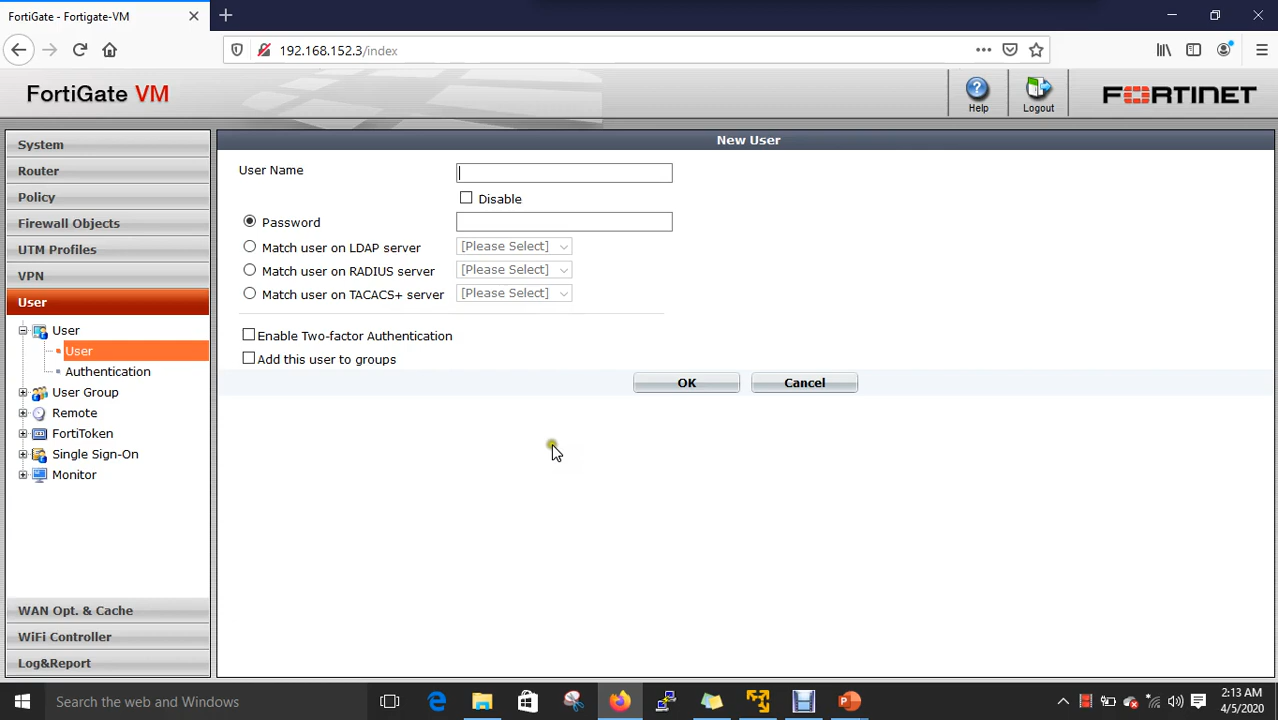 FortiGate - Fortigate-VM
192.168.152.3/index
FortiGate VM
Help
Logout
FORTINET
System
Router
Policy
Firewall Objects
UTM Profiles
VPN
User
User
User
Authentication
User Group
Remote
FortiToken
Single Sign-On
Monitor
WAN Opt. & Cache
WiFi Controller
Log&Report
New User
User Name
Disable
Password
Match user on LDAP server [Please Select]
Match user on RADIUS server [Please Select]
Match user on TACACS+ server [Please Select]
Enable Two-factor Authentication
Add this user to groups
OK
Cancel
Search the web and Windows
2:13 AM
4/5/2020